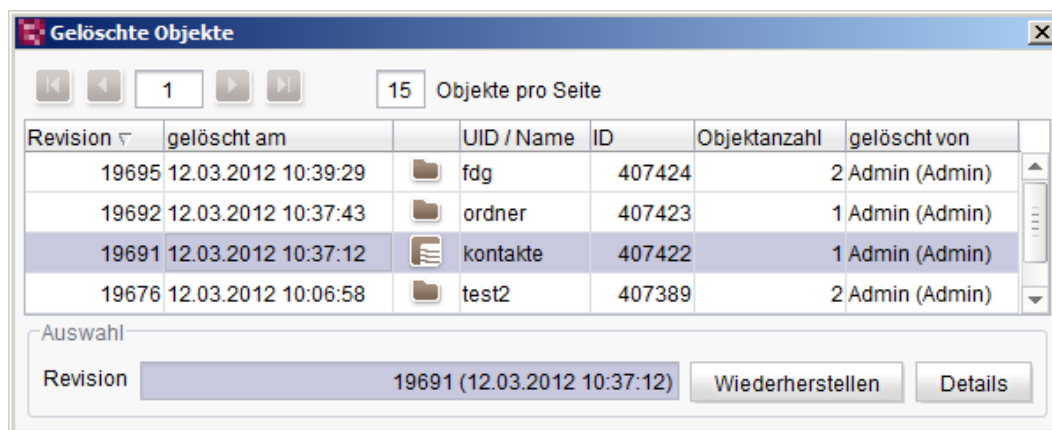 Gelöschte Objekte
1 15 Objekte pro Seite
Revision gelöscht am UID / Name ID Objektanzahl gelöscht von
19695 12.03.2012 10:39:29 fdg 407424 2 Admin (Admin)
19692 12.03.2012 10:37:43 ordner 407423 1 Admin (Admin)
19691 12.03.2012 10:37:12 kontakte 407422 1 Admin (Admin)
19676 12.03.2012 10:06:58 test2 407389 2 Admin (Admin)
Auswahl
Revision 19691 (12.03.2012 10:37:12) Wiederherstellen Details